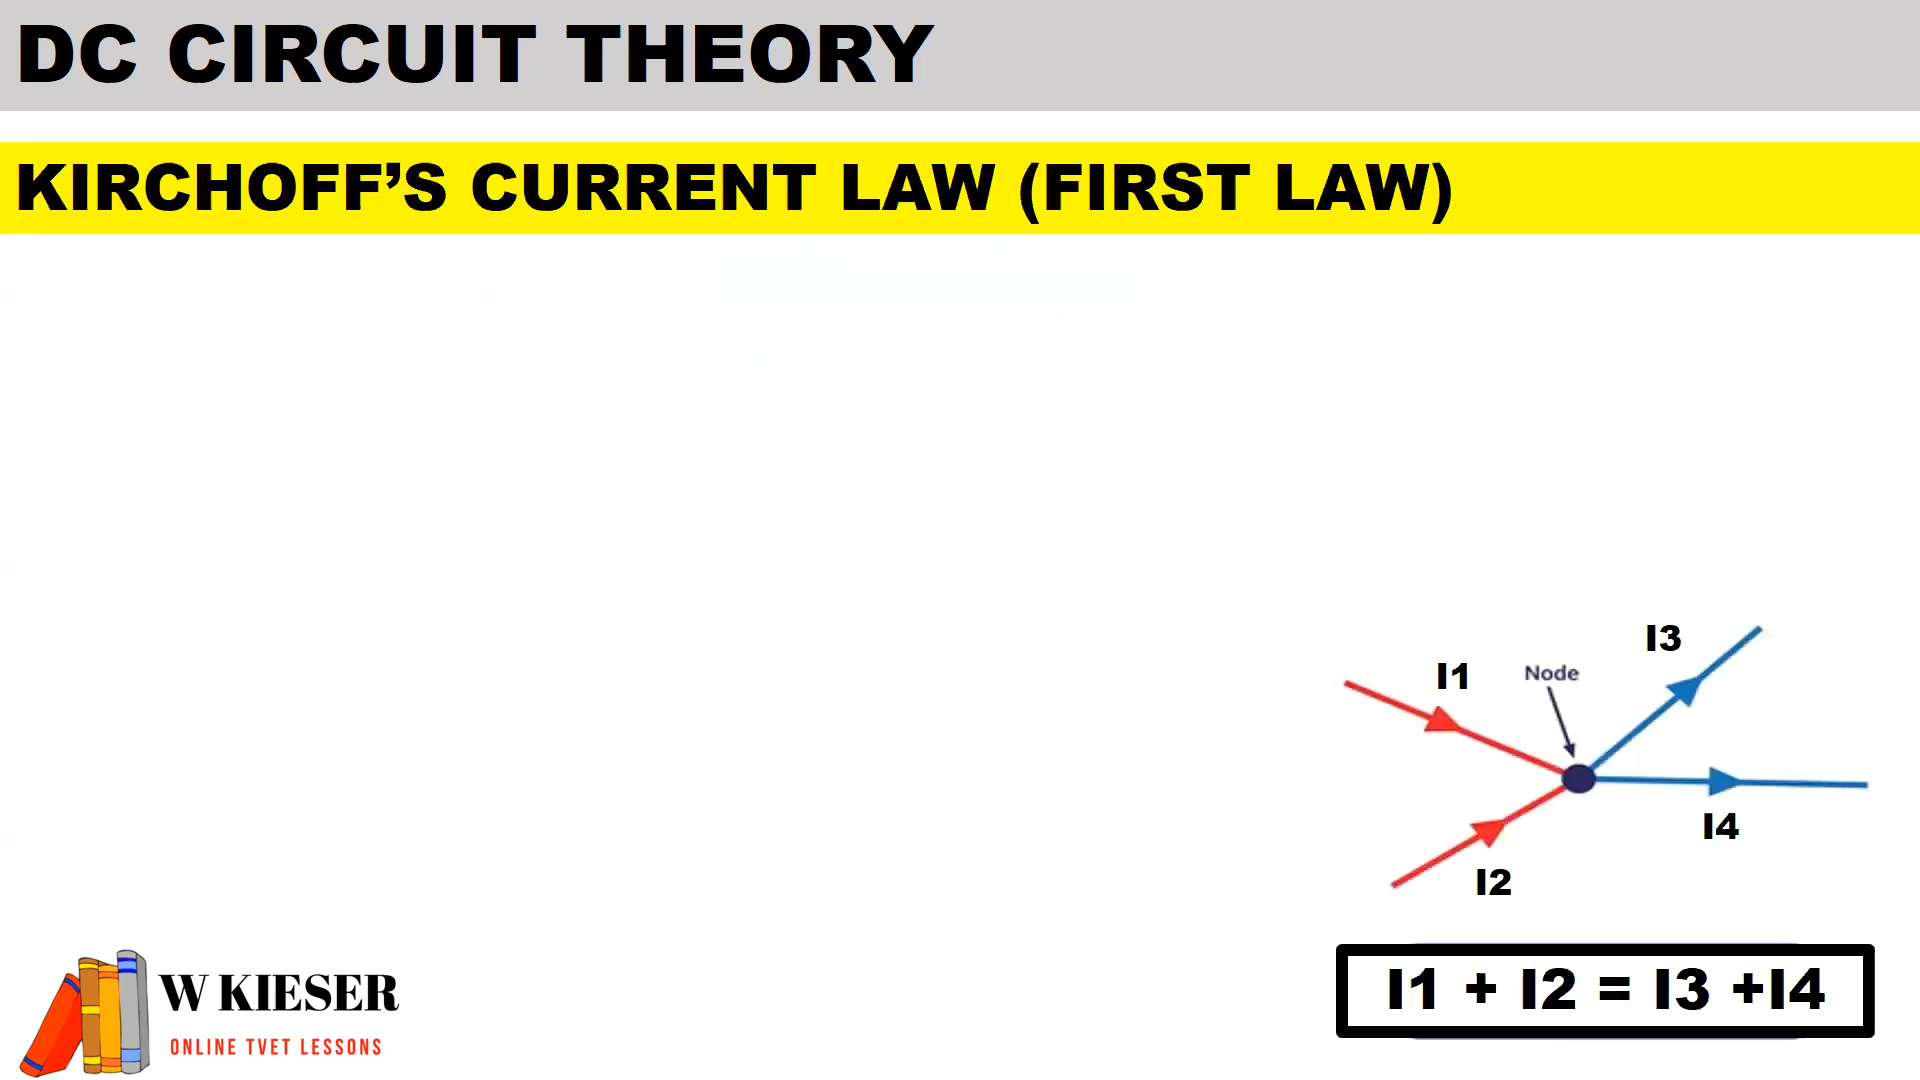 DC CIRCUIT THEORY
KIRCHOFF’S CURRENT LAW (FIRST LAW)
I3
I1
Node
I4
I2
I1 + I2 = I3 +I4
W KIESER
ONLINE TVET LESSONS